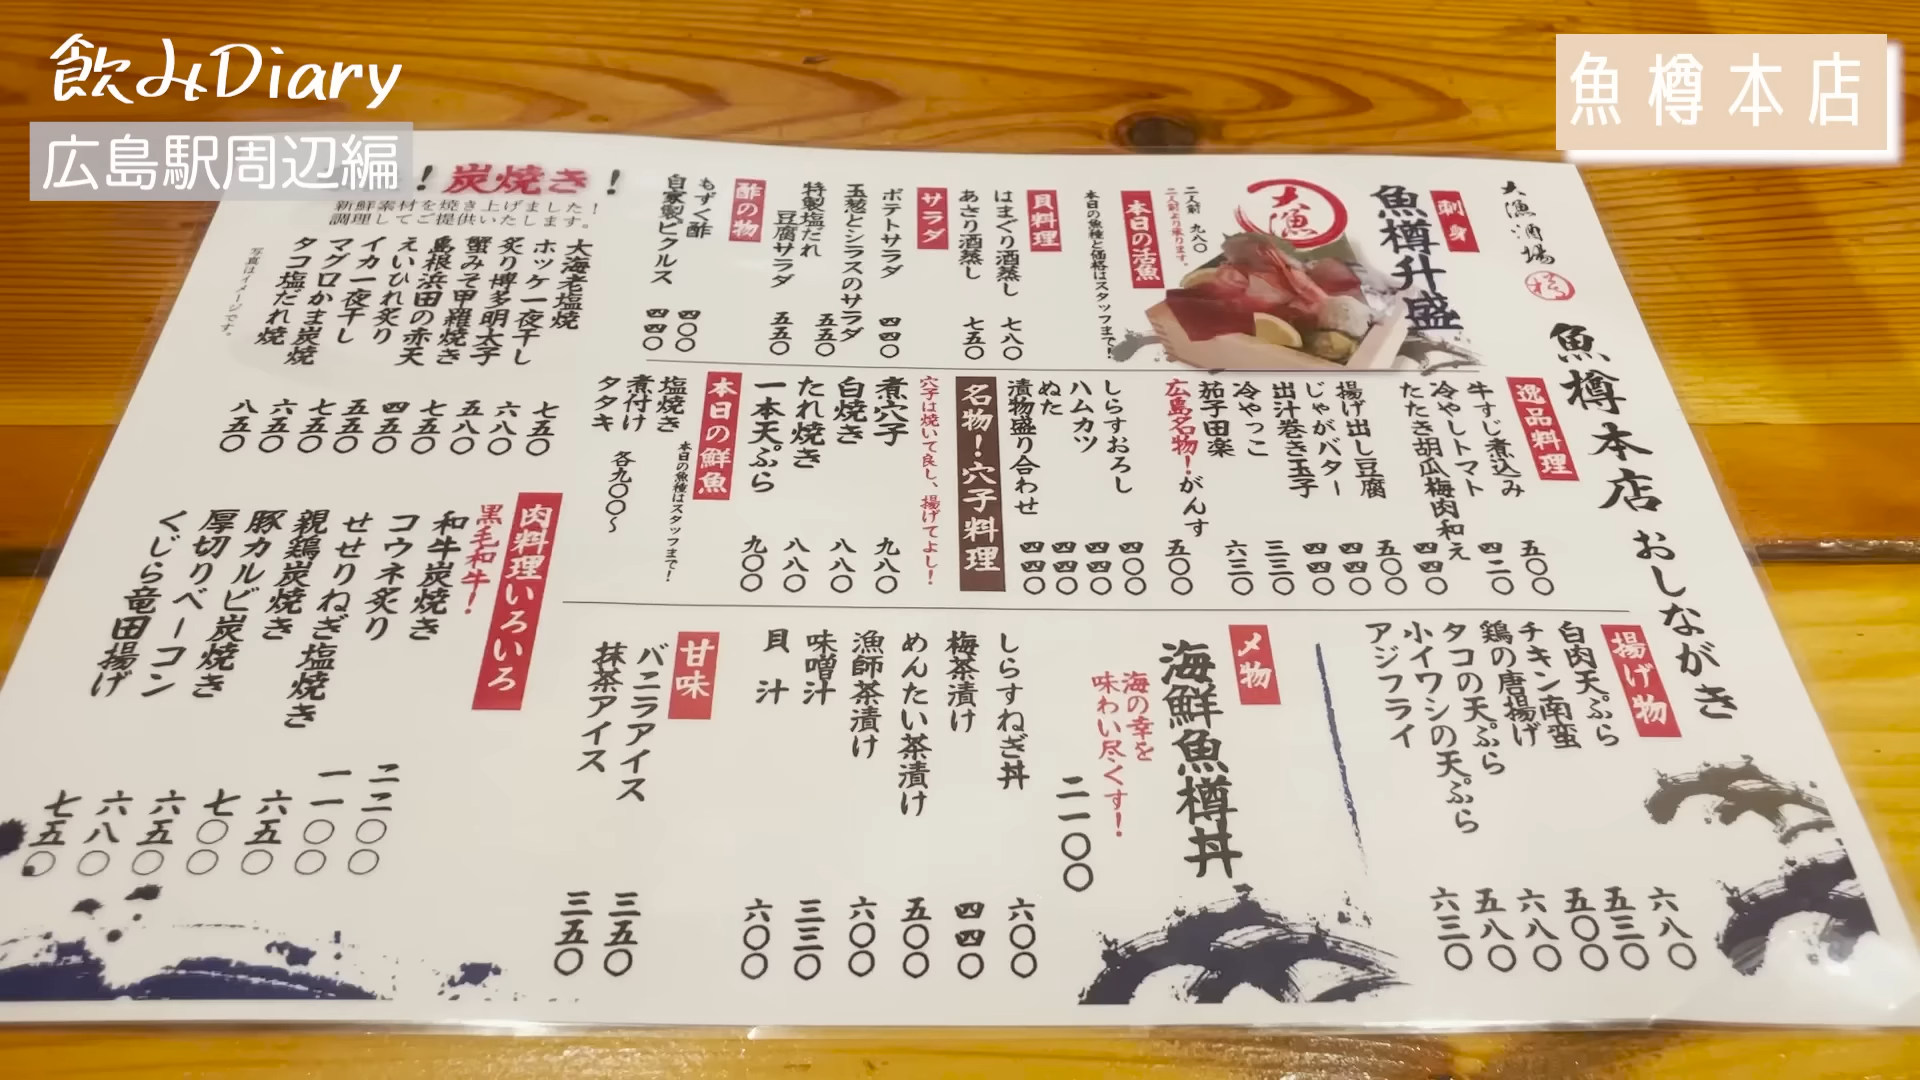 飲みDiary
広島駅周辺編
魚樽本店
大漁酒場
魚樽本店 おしながき
刺身
魚樽升盛
大漁
二人前 九八〇
二人前より承ります。
本日の活魚
本日の魚種と価格はスタッフまで!
貝料理
はまぐり酒蒸し 七八〇
あさり酒蒸し 七五〇
サラダ
ポテトサラダ 四四〇
玉葱とシラスのサラダ 五五〇
特製塩だれ
豆腐サラダ 五五〇
酢の物
もずく酢 四〇〇
自家製ピクルス 四四〇
!炭焼き!
新鮮素材を焼き上げました!
調理してご提供いたします。
大海老塩焼 七五〇
ホッケ一夜干し 六八〇
炙り博多明太子 五八〇
蟹みそ甲羅焼き 七五〇
島根浜田の赤天 四五〇
えいひれ炙り 五五〇
イカ一夜干し 七五〇
マグロかま炭焼 六五〇
タコ塩だれ焼 八五〇
写真はイメージです。
逸品料理
牛すじ煮込み 五〇〇
冷やしトマト 四二〇
たたき胡瓜梅肉和え 四四〇
揚げ出し豆腐 五〇〇
じゃがバター 四四〇
出汁巻き玉子 四四〇
冷やっこ 三三〇
茄子田楽 六三〇
広島名物!がんす 五〇〇
しらすおろし 四〇〇
ハムカツ 四四〇
ぬた 四四〇
漬物盛り合わせ 四四〇
名物!穴子料理
穴子は焼いて良し、揚げてよし!
煮穴子 九八〇
白焼き 八八〇
たれ焼き 八八〇
一本天ぷら 九〇〇
本日の鮮魚
本日の魚種はスタッフまで!
塩焼き
煮付け
タタキ
各九〇〇〜
肉料理いろいろ
黒毛和牛!
和牛炭焼き 二二〇〇
コウネ炙り 一一〇〇
せせりねぎ塩焼き 六五〇
親鶏炭焼き 七〇〇
豚カルビ炭焼き 六五〇
厚切りベーコン 六八〇
くじら竜田揚げ 七五〇
揚げ物
白肉天ぷら 六八〇
チキン南蛮 五三〇
鶏の唐揚げ 五〇〇
タコの天ぷら 六八〇
小イワシの天ぷら 五八〇
アジフライ 六三〇
〆物
海鮮魚樽丼
海の幸を
味わい尽くす!
二一〇〇
しらすねぎ丼 六〇〇
梅茶漬け 四四〇
めんたい茶漬け 五〇〇
漁師茶漬け 六〇〇
味噌汁 三三〇
貝汁 六〇〇
甘味
バニラアイス 三五〇
抹茶アイス 三五〇